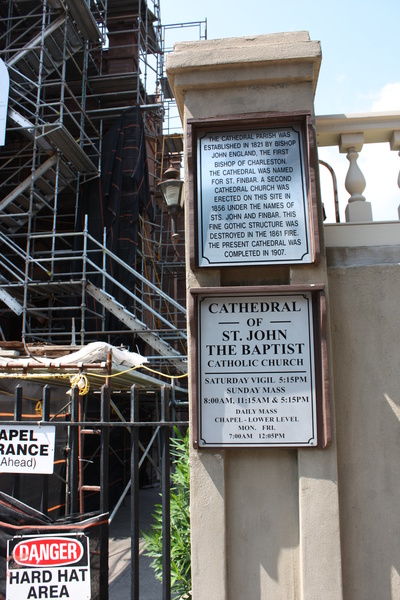 THE CATHEDRAL PARISH WAS
ESTABLISHED IN 1821 BY BISHOP
JOHN ENGLAND, THE FIRST
BISHOP OF CHARLESTON.
THE CATHEDRAL WAS NAMED
FOR ST. FINBAR. A SECOND
CATHEDRAL CHURCH WAS
ERECTED ON THIS SITE IN
1856 UNDER THE NAMES OF
STS. JOHN AND FINBAR. THIS
FINE GOTHIC STRUCTURE WAS
DESTROYED IN THE 1861 FIRE.
THE PRESENT CATHEDRAL WAS
COMPLETED IN 1907.
CATHEDRAL
OF
ST. JOHN
THE BAPTIST
CATHOLIC CHURCH
SATURDAY VIGIL 5:15PM
SUNDAY MASS
8:00AM, 11:15AM & 5:15PM
DAILY MASS
CHAPEL - LOWER LEVEL
MON. FRI.
7:00AM 12:05PM
APEL
RANCE
(Ahead)
DANGER
HARD HAT
AREA